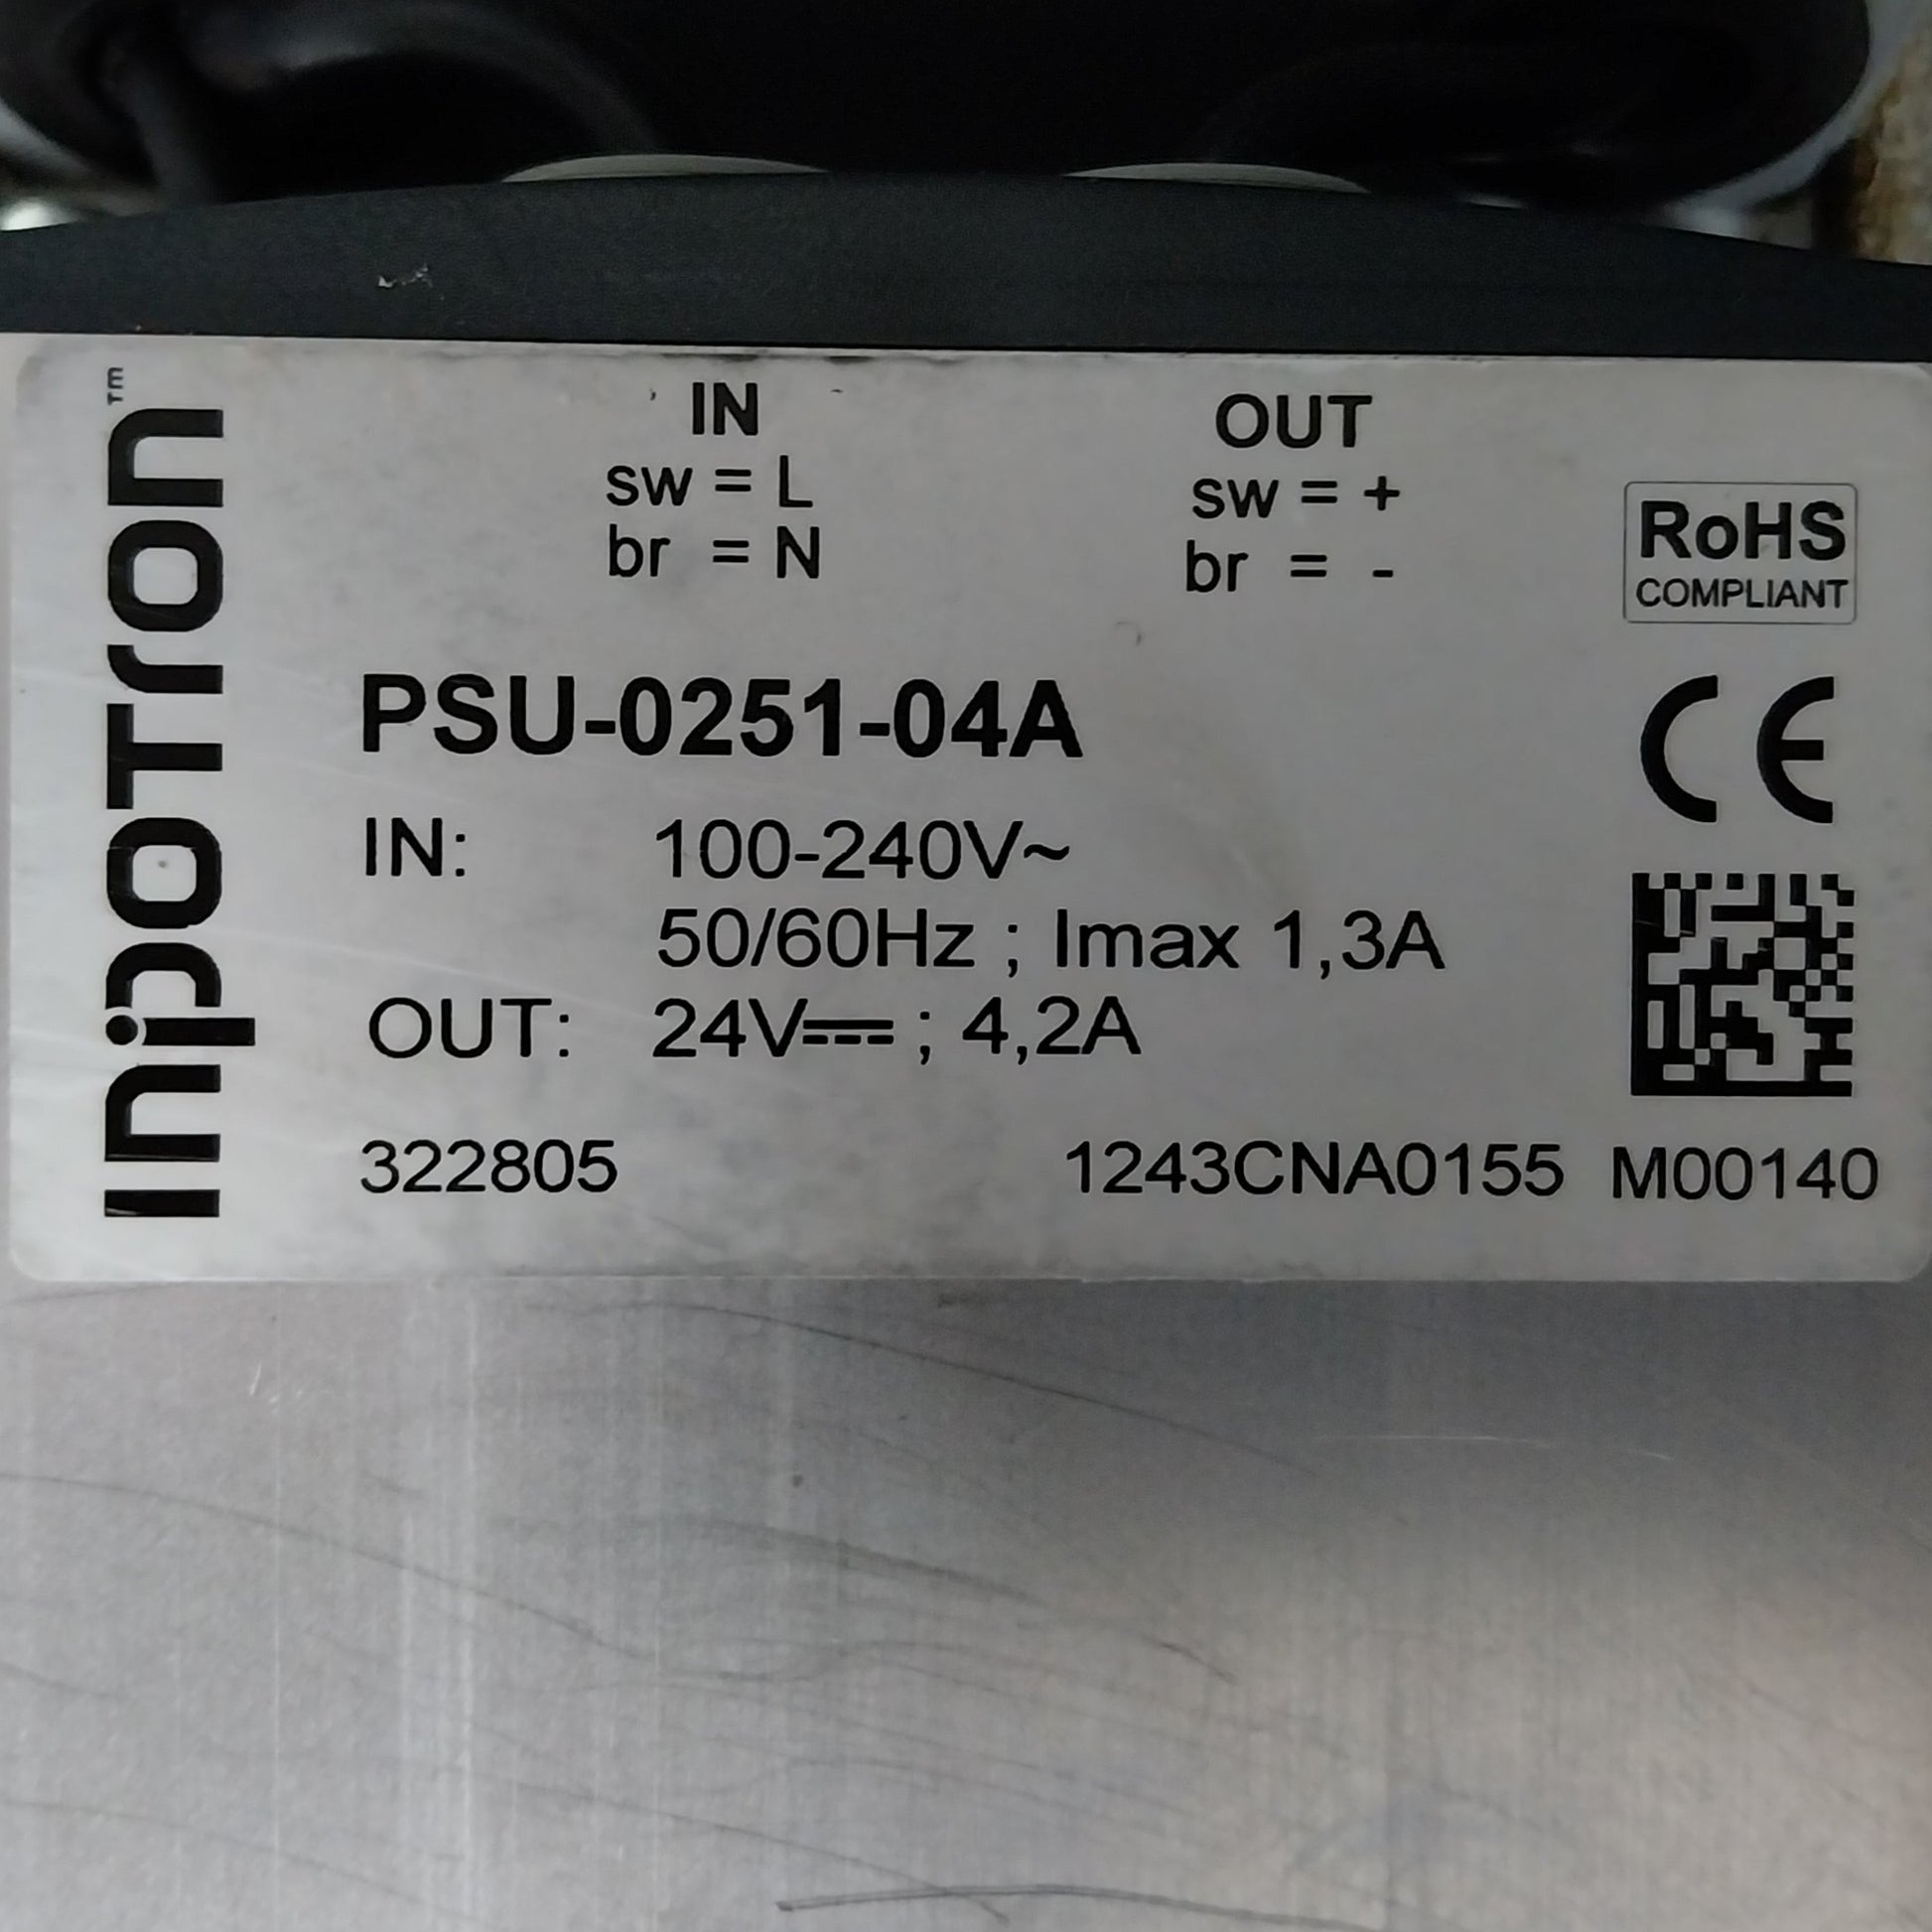 inpotron™
IN
sw = L
br = N
OUT
sw = +
br = -
RoHS
COMPLIANT
PSU-0251-04A
CE
IN: 100-240V~
50/60Hz ; Imax 1,3A
OUT: 24V⎓ ; 4,2A
322805
1243CNA0155 M00140